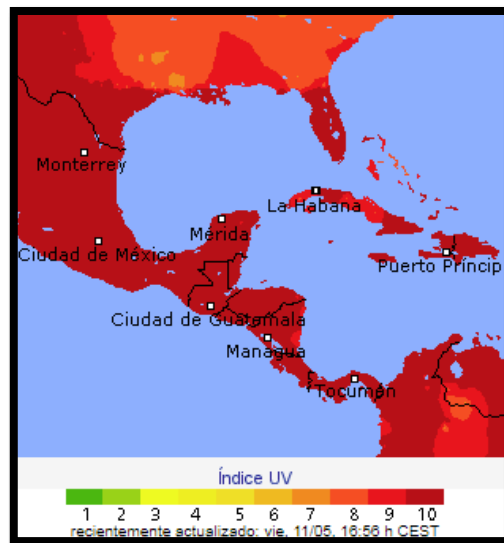 Monterrey
La Habana
Mérida
Ciudad de México
Puerto Príncip
Ciudad de Guatemala
Managua
Tocumen
Índice UV
1 2 3 4 5 6 7 8 9 10
recientemente actualizado: vie, 11/05, 16:56 h CEST